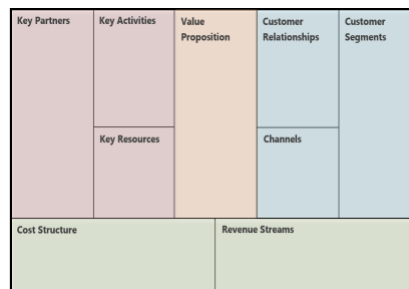 Key Partners
Key Activities
Value
Proposition
Customer
Relationships
Customer
Segments
Key Resources
Channels
Cost Structure
Revenue Streams